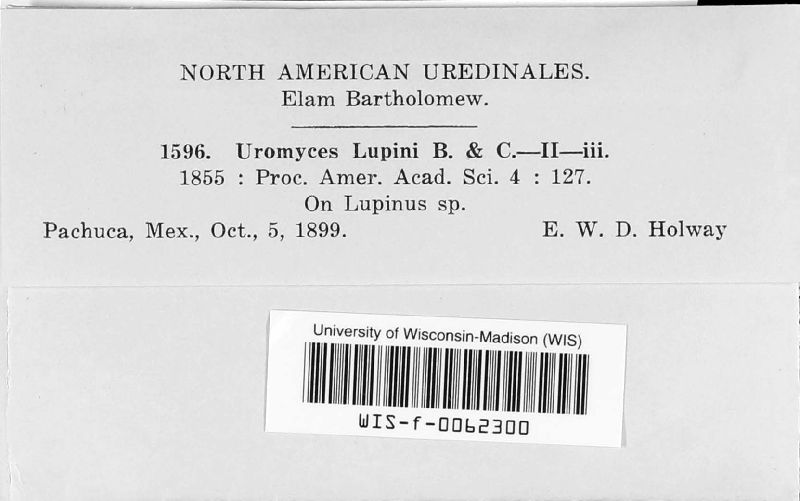 NORTH AMERICAN UREDINALES.
Elam Bartholomew.
1596. Uromyces Lupini B. & C.—II—iii.
1855 : Proc. Amer. Acad. Sci. 4 : 127.
On Lupinus sp.
Pachuca, Mex., Oct., 5, 1899. E. W. D. Holway
University of Wisconsin-Madison (WIS)
WIS-f-0062300